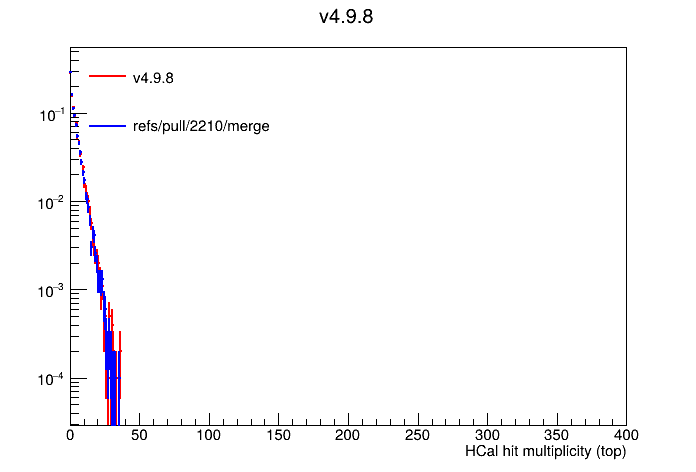 v4.9.8
v4.9.8
refs/pull/2210/merge
10⁻¹
10⁻²
10⁻³
10⁻⁴
0 50 100 150 200 250 300 350 400
HCal hit multiplicity (top)